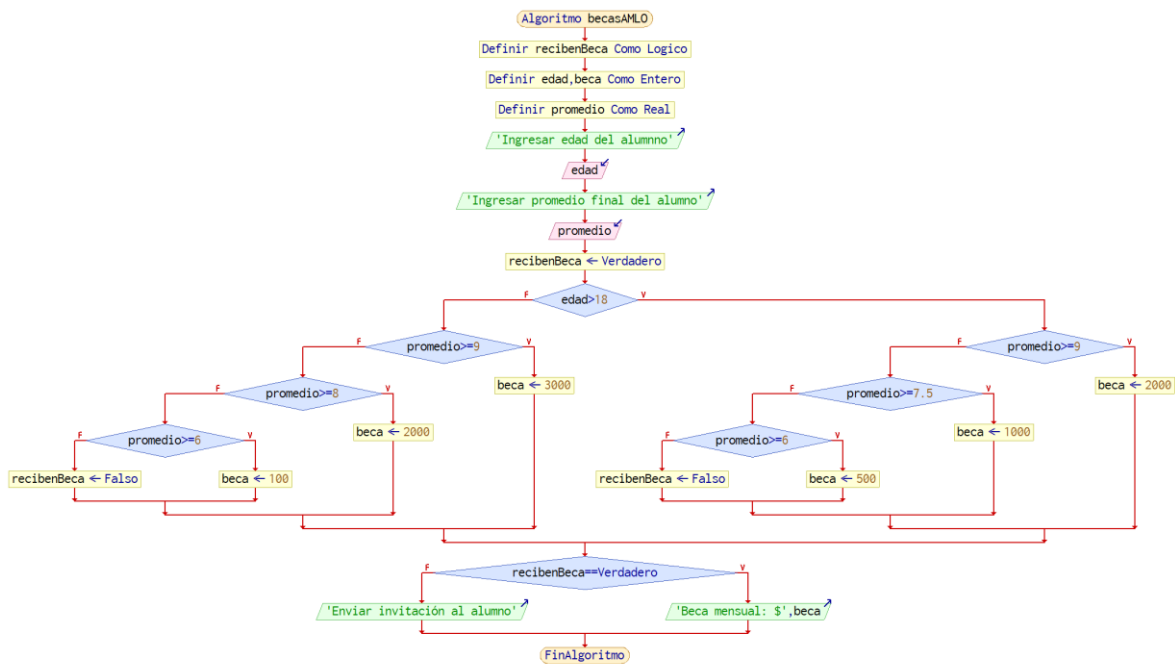 Algoritmo becasAMLO
Definir recibenBeca Como Logico
Definir edad,beca Como Entero
Definir promedio Como Real
'Ingresar edad del alumnno'
edad
'Ingresar promedio final del alumno'
promedio
recibenBeca ← Verdadero
F edad>18 V
F promedio>=9 V
F promedio>=9 V
F promedio>=8 V
beca ← 3000
F promedio>=7.5 V
beca ← 2000
F promedio>=6 V
beca ← 2000
F promedio>=6 V
beca ← 1000
recibenBeca ← Falso
beca ← 100
recibenBeca ← Falso
beca ← 500
F recibenBeca==Verdadero V
'Enviar invitación al alumno'
'Beca mensual: $',beca
FinAlgoritmo